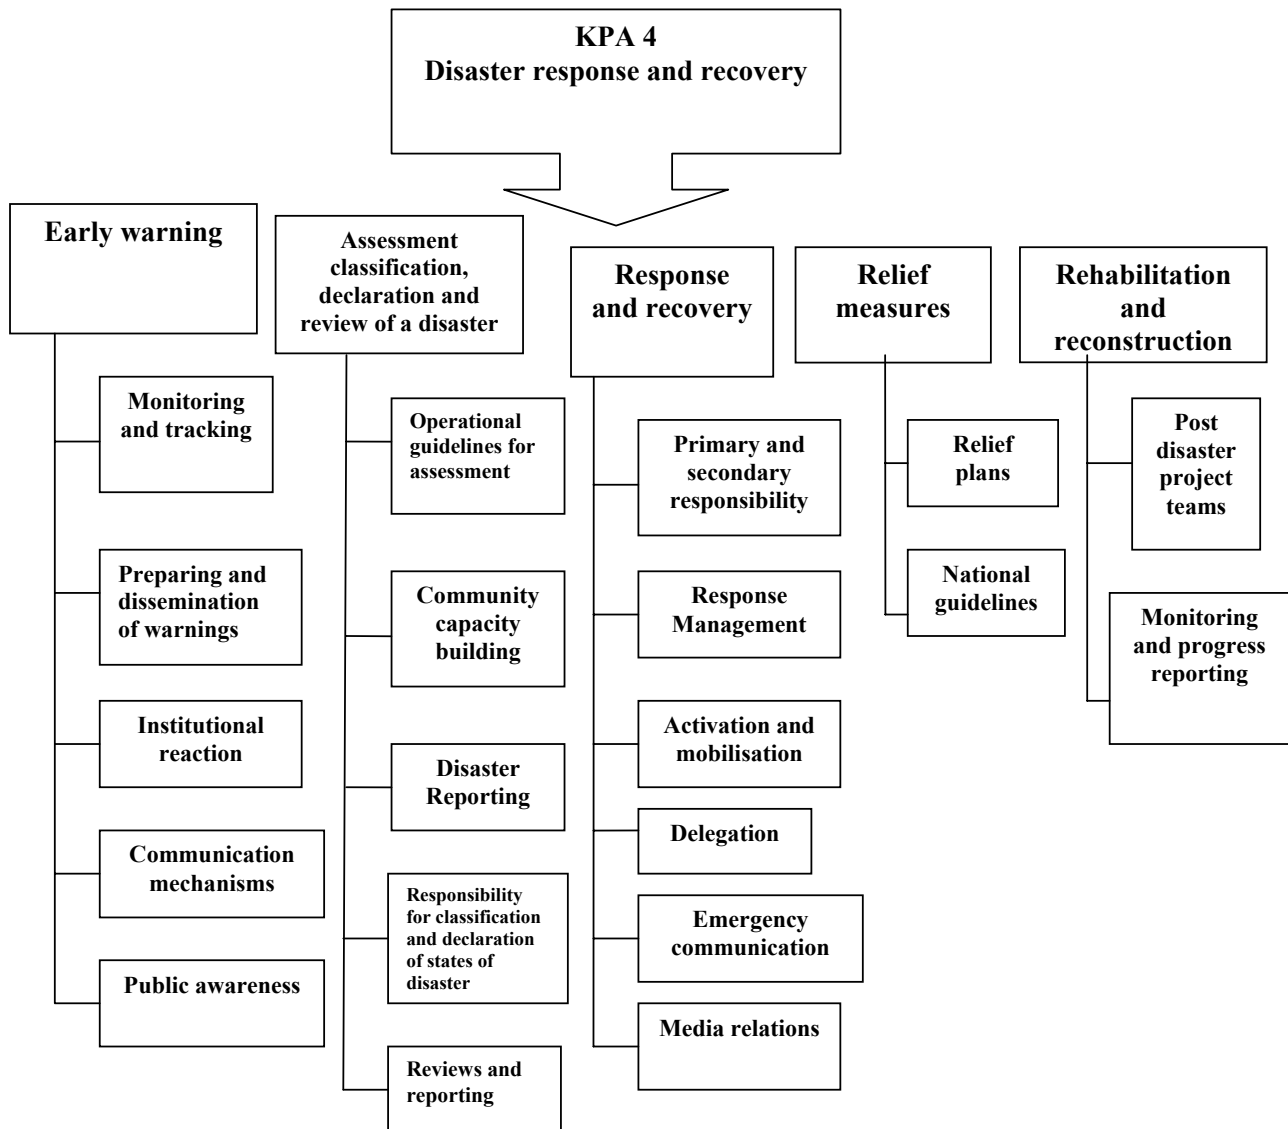 KPA 4
Disaster response and recovery
Early warning
Monitoring
and tracking
Preparing and
dissemination
of warnings
Institutional
reaction
Communication
mechanisms
Public awareness
Assessment
classification,
declaration and
review of a disaster
Operational
guidelines for
assessment
Community
capacity
building
Disaster
Reporting
Responsibility
for classification
and declaration
of states of
disaster
Reviews and
reporting
Response
and recovery
Primary and
secondary
responsibility
Response
Management
Activation and
mobilisation
Delegation
Emergency
communication
Media relations
Relief
measures
Relief
plans
National
guidelines
Rehabilitation
and
reconstruction
Post
disaster
project
teams
Monitoring
and progress
reporting